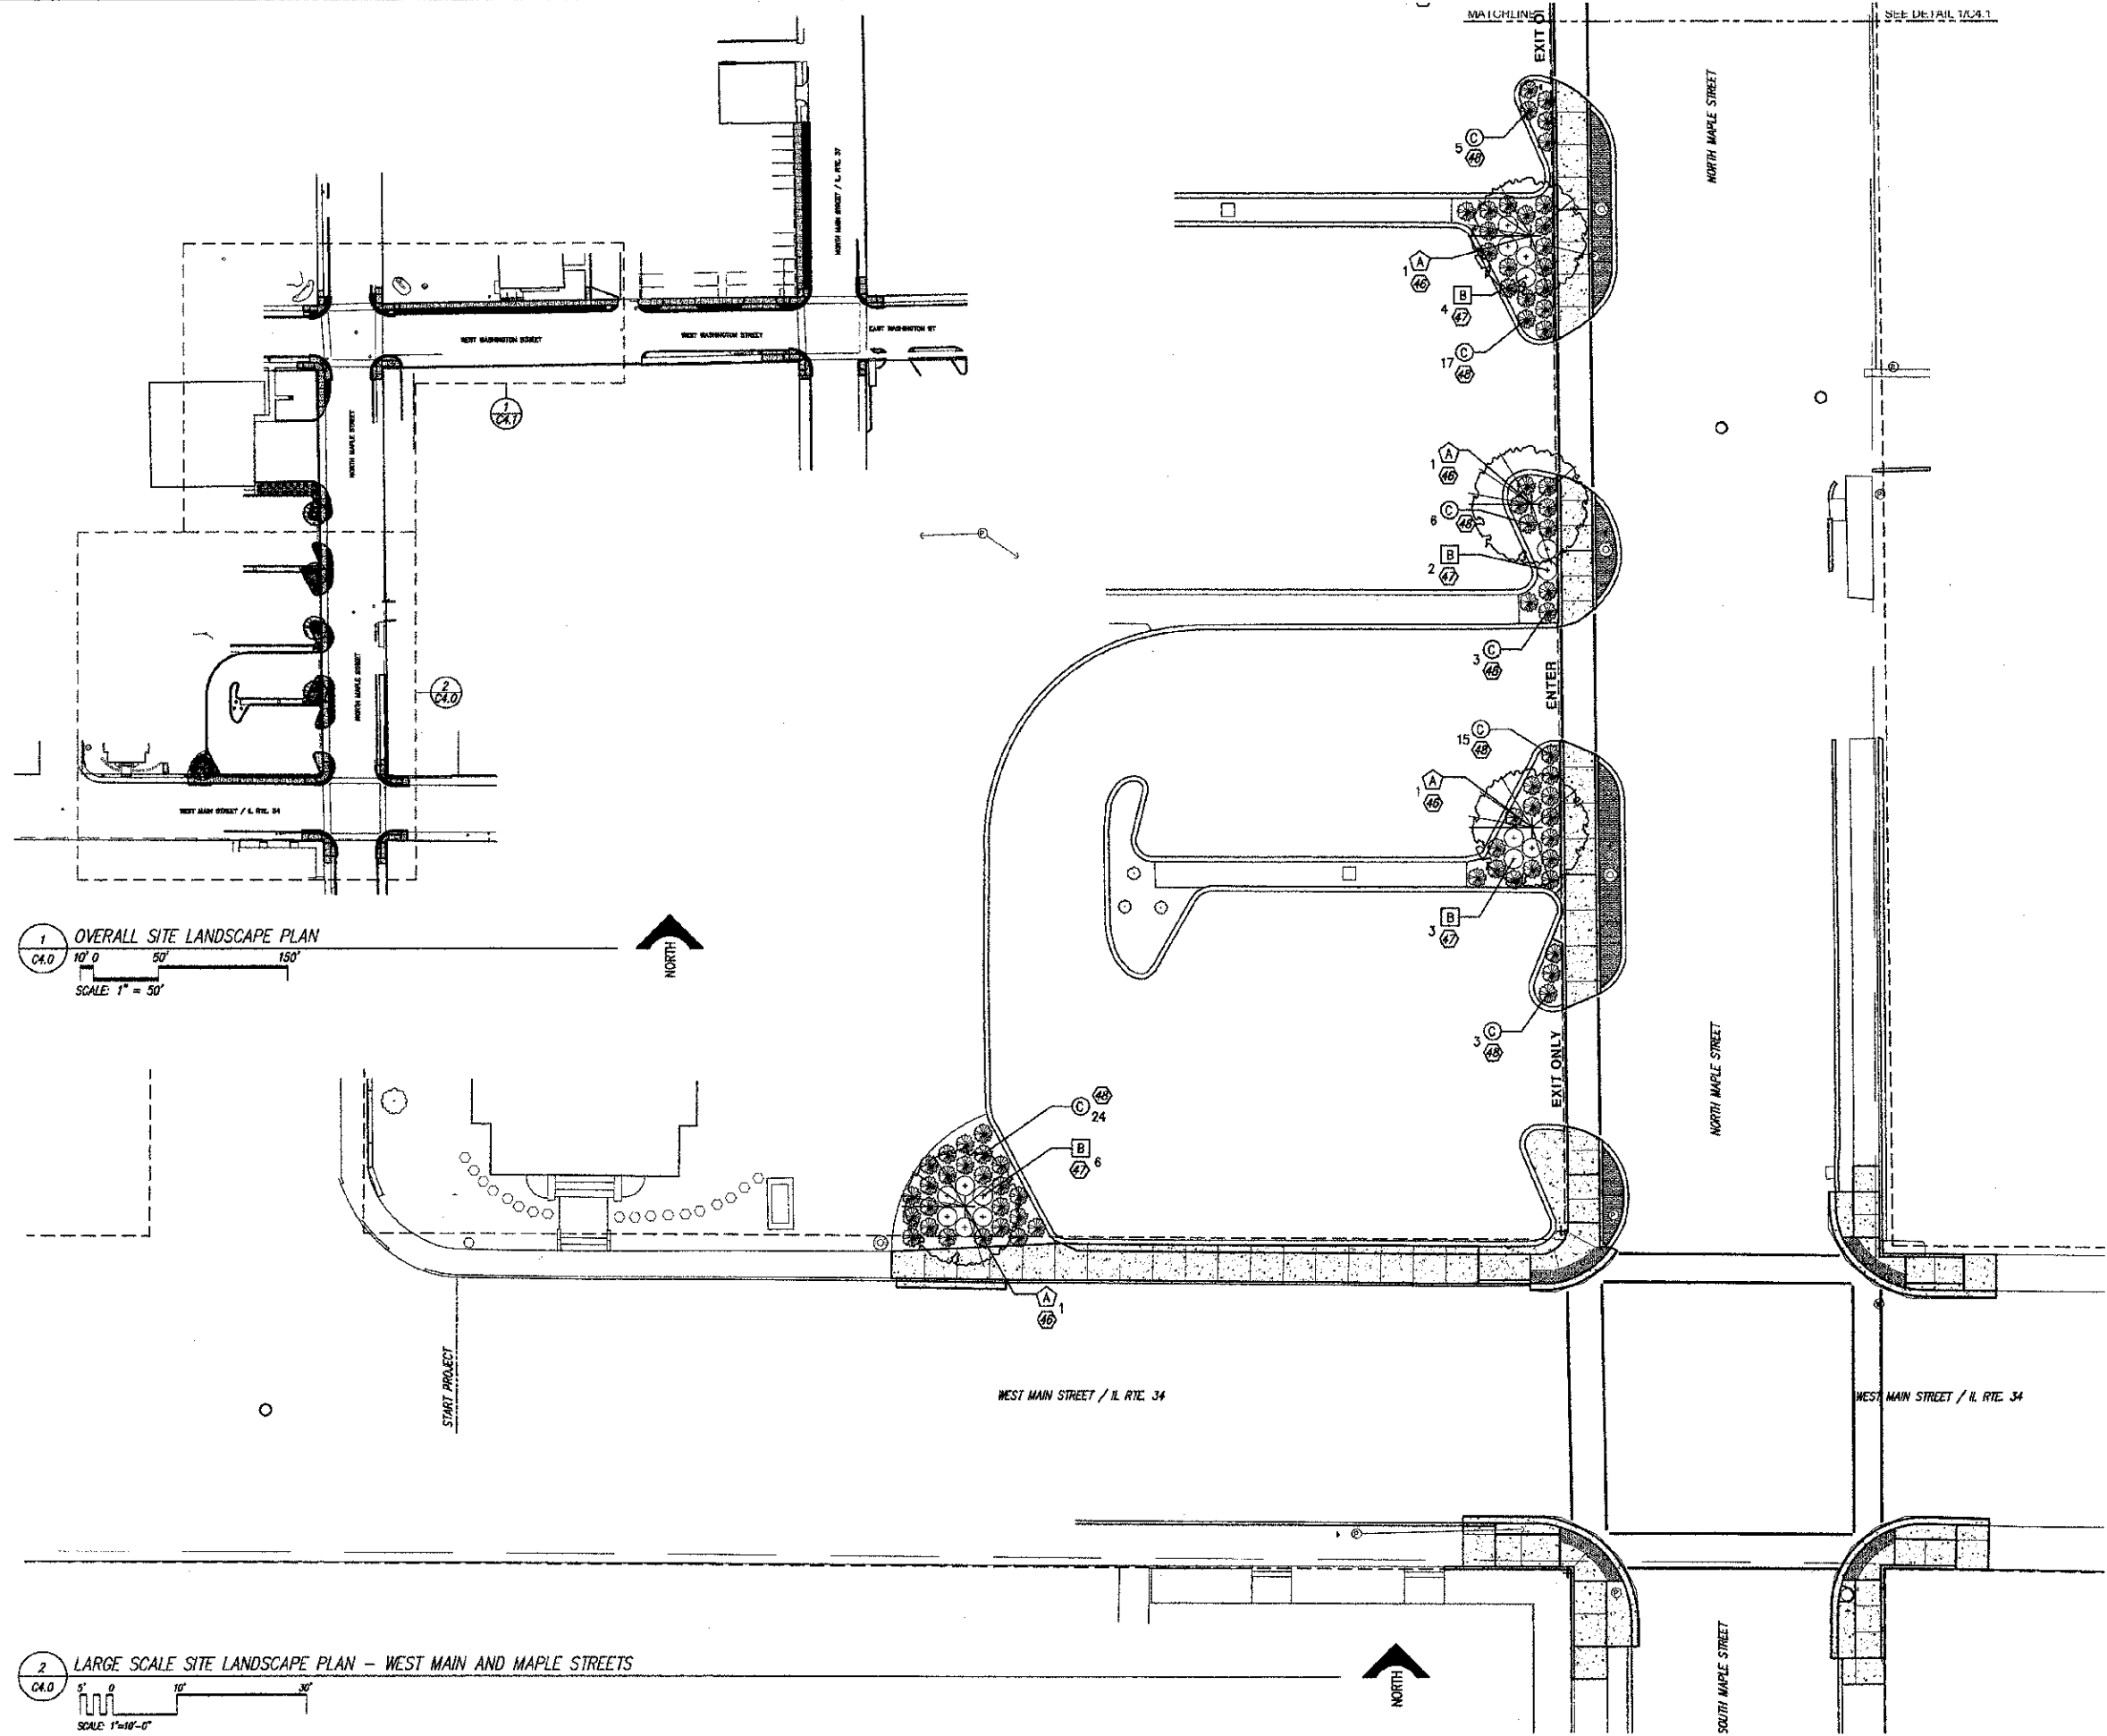 MATCHLINE
SEE DETAIL 1/C4.1
NORTH MAIN STREET / IL RTE. 37
WEST WASHINGTON STREET
WEST WASHINGTON STREET
EAST WASHINGTON ST
NORTH MAPLE STREET
1
C4.1
NORTH MAPLE STREET
2
C4.0
WEST MAIN STREET / IL RTE. 34
1
C4.0
OVERALL SITE LANDSCAPE PLAN
10' 0 50' 150'
SCALE: 1" = 50'
NORTH
NORTH MAPLE STREET
5 C
48
1 A
46
4 B
47
17 C
48
1 A
46
6 C
48
2 B
47
3 C
48
ENTER
15 C
48
1 A
46
3 B
47
3 C
48
EXIT ONLY
NORTH MAPLE STREET
C 48
24
B
47 6
A 1
46
START PROJECT
WEST MAIN STREET / IL RTE. 34
WEST MAIN STREET / IL RTE. 34
SOUTH MAPLE STREET
2
C4.0
LARGE SCALE SITE LANDSCAPE PLAN – WEST MAIN AND MAPLE STREETS
5' 0 10' 30'
SCALE: 1"=10'-0"
NORTH